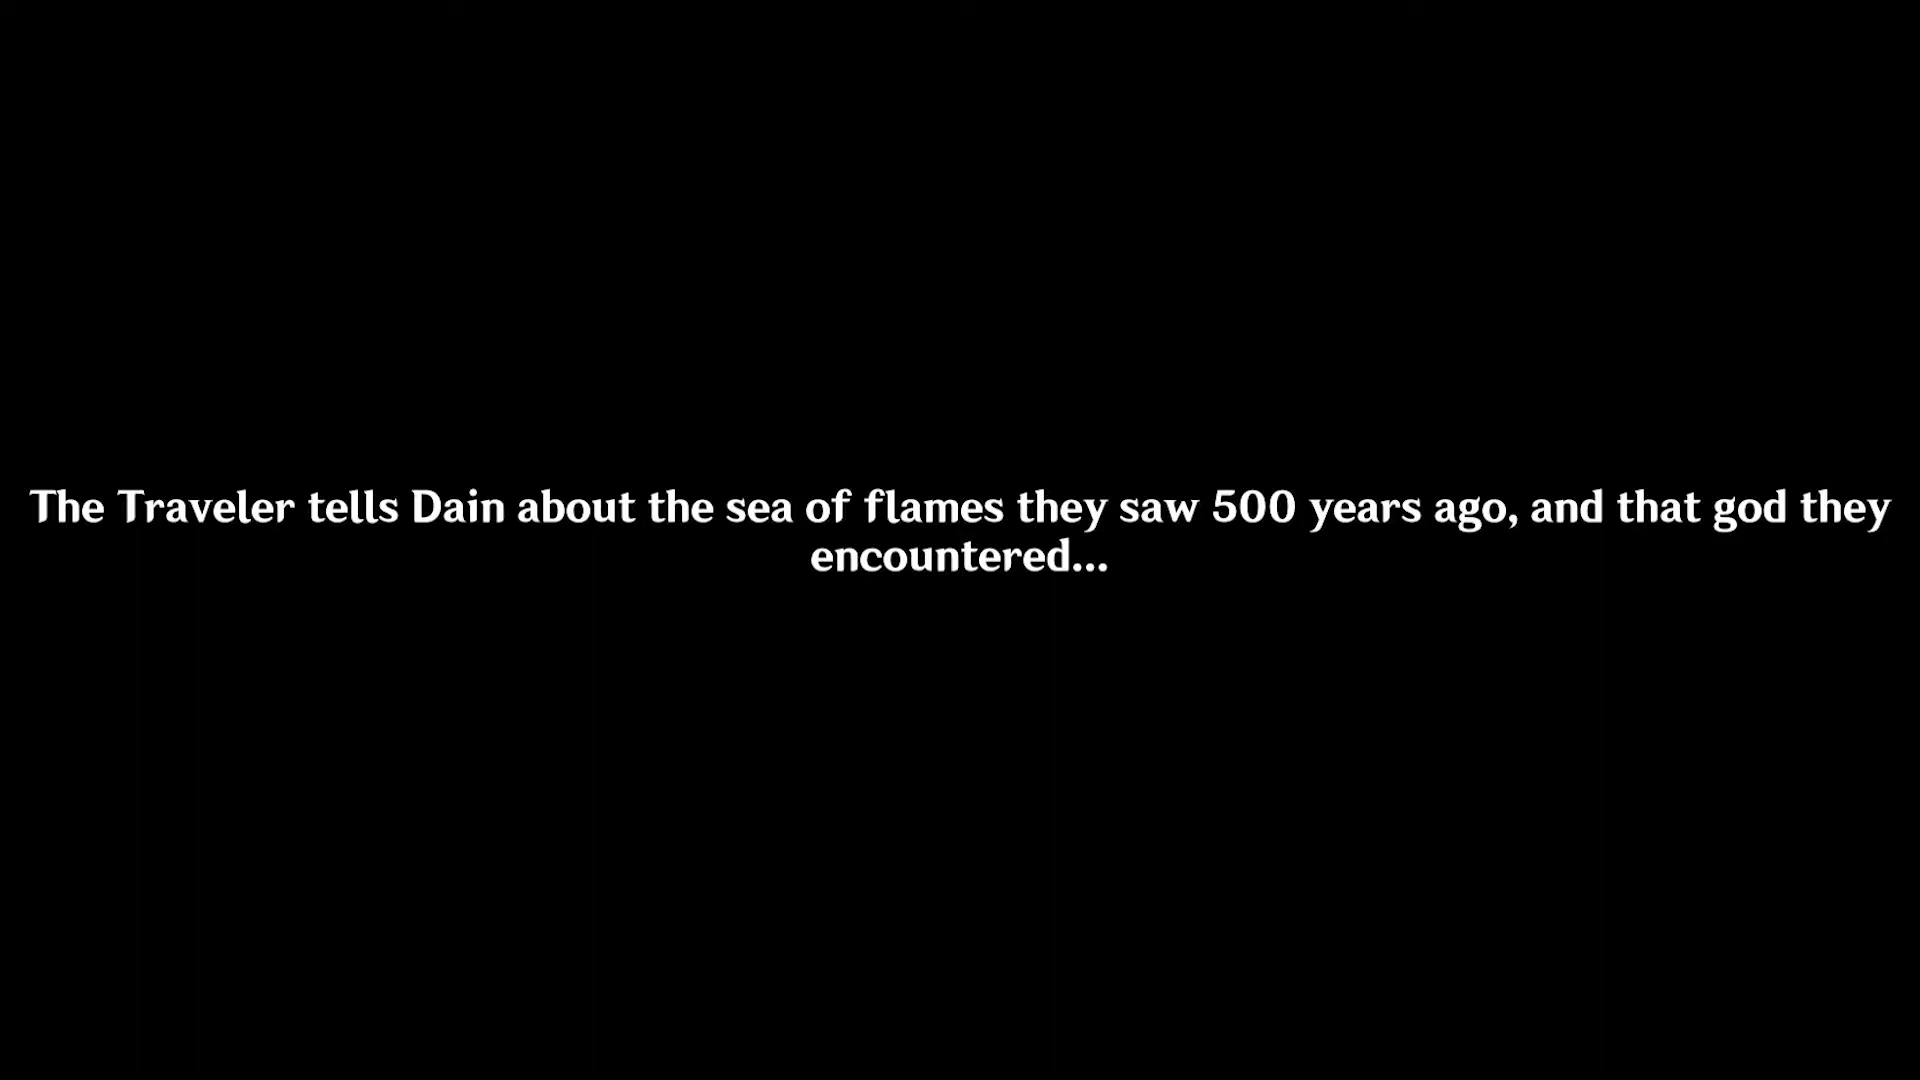 The Traveler tells Dain about the sea of flames they saw 500 years ago, and that god they
encountered...